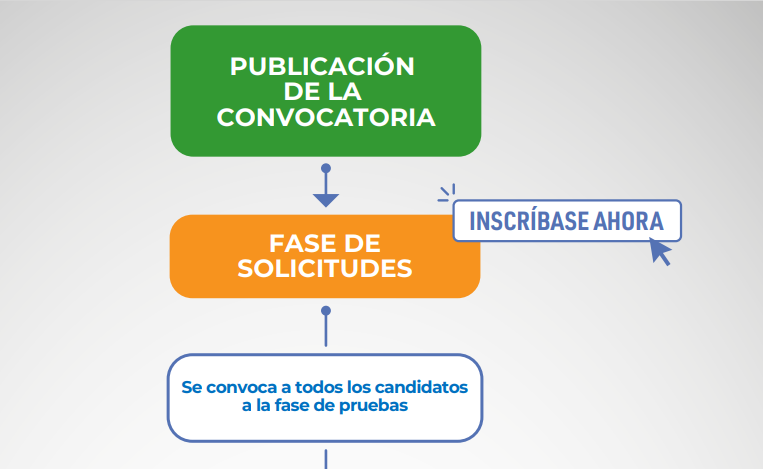 PUBLICACIÓN
DE LA
CONVOCATORIA
INSCRÍBASE AHORA
FASE DE
SOLICITUDES
Se convoca a todos los candidatos
a la fase de pruebas